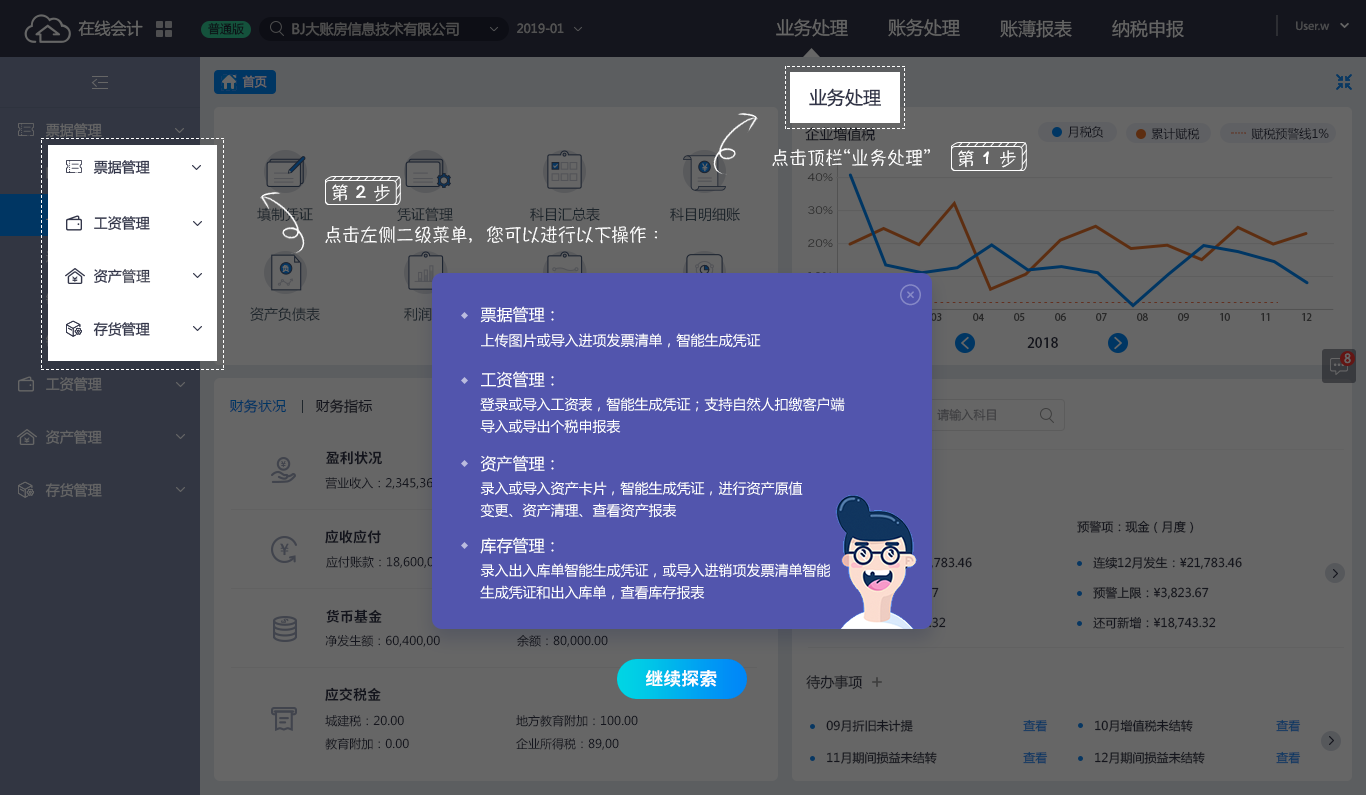 在线会计
普通版
BJ大账房信息技术有限公司
2019-01
业务处理
账务处理
账薄报表
纳税申报
User.w
首页
票据管理
业务处理
点击顶栏“业务处理”
第 1 步
票据管理
工资管理
资产管理
存货管理
工资管理
资产管理
存货管理
填制凭证
凭证管理
科目汇总表
科目明细账
第 2 步
点击左侧二级菜单，您可以进行以下操作：
资产负债表
利润
企业增值税
月税负
累计赋税
赋税预警线1%
40%
30%
20%
03 04 05 06 07 08 09 10 11 12
2018
8
票据管理：
上传图片或导入进项发票清单，智能生成凭证
工资管理：
登录或导入工资表，智能生成凭证；支持自然人扣缴客户端
导入或导出个税申报表
资产管理：
录入或导入资产卡片，智能生成凭证，进行资产原值
变更、资产清理、查看资产报表
库存管理：
录入出入库单智能生成凭证，或导入进销项发票清单智能
生成凭证和出入库单，查看库存报表
继续探索
财务状况 | 财务指标
盈利状况
营业收入：2,345,36
应收应付
应付账款：18,600,0
货币基金
净发生额：60,400,00
余额：80,000.00
应交税金
城建税：20.00
地方教育附加：100.00
教育附加：0.00
企业所得税：89,00
请输入科目
,783.46
7
.32
预警项：现金（月度）
连续12月发生：¥21,783.46
预警上限：¥3,823.67
还可新增：¥18,743.32
待办事项
09月折旧未计提
查看
10月增值税未结转
查看
11月期间损益未结转
查看
12月期间损益未结转
查看